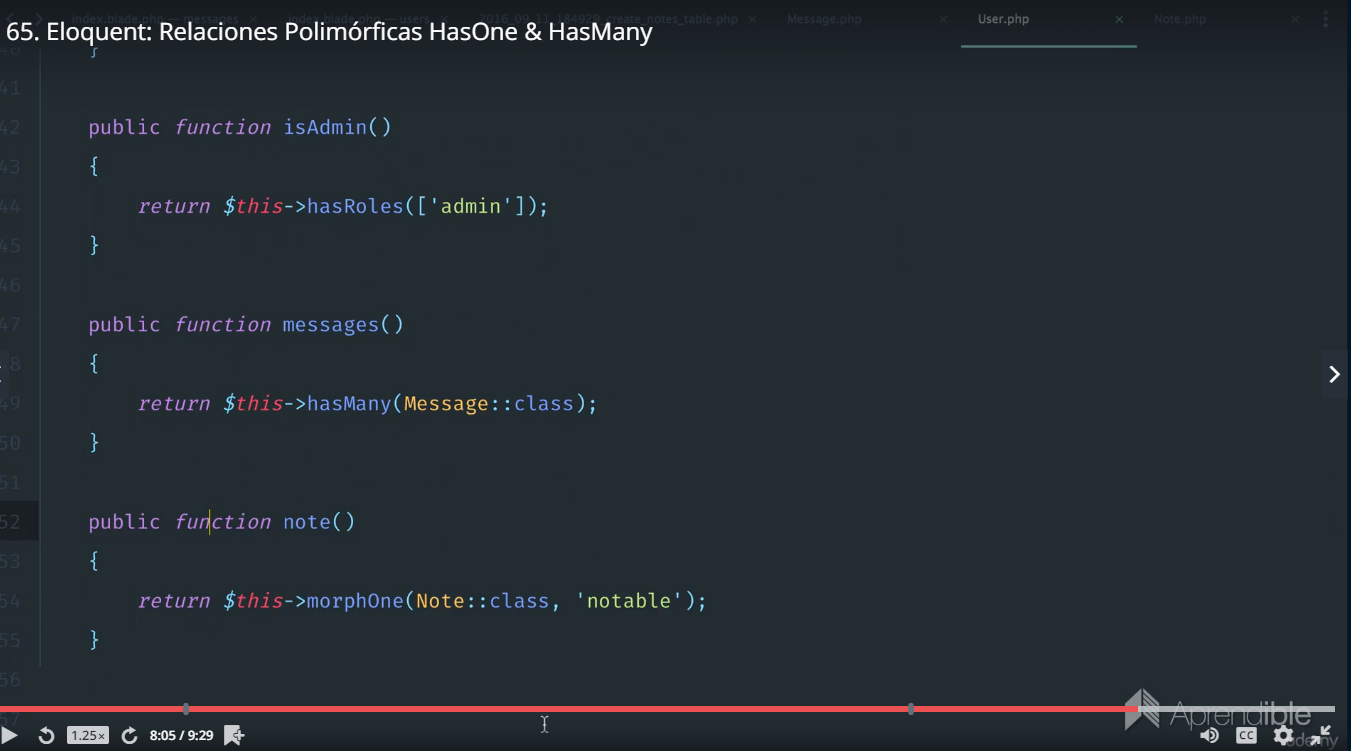 index.blade.php — messages
index.blade.php — users
2016_09_11_184929_create_notes_table.php
Message.php
User.php
Note.php
65. Eloquent: Relaciones Polimórficas HasOne & HasMany
40 }
41
42 public function isAdmin()
43 {
44 return $this->hasRoles(['admin']);
45 }
46
47 public function messages()
48 {
49 return $this->hasMany(Message::class);
50 }
51
52 public function note()
53 {
54 return $this->morphOne(Note::class, 'notable');
55 }
56
57
Aprendible
1.25×
8:05 / 9:29
CC
udemy